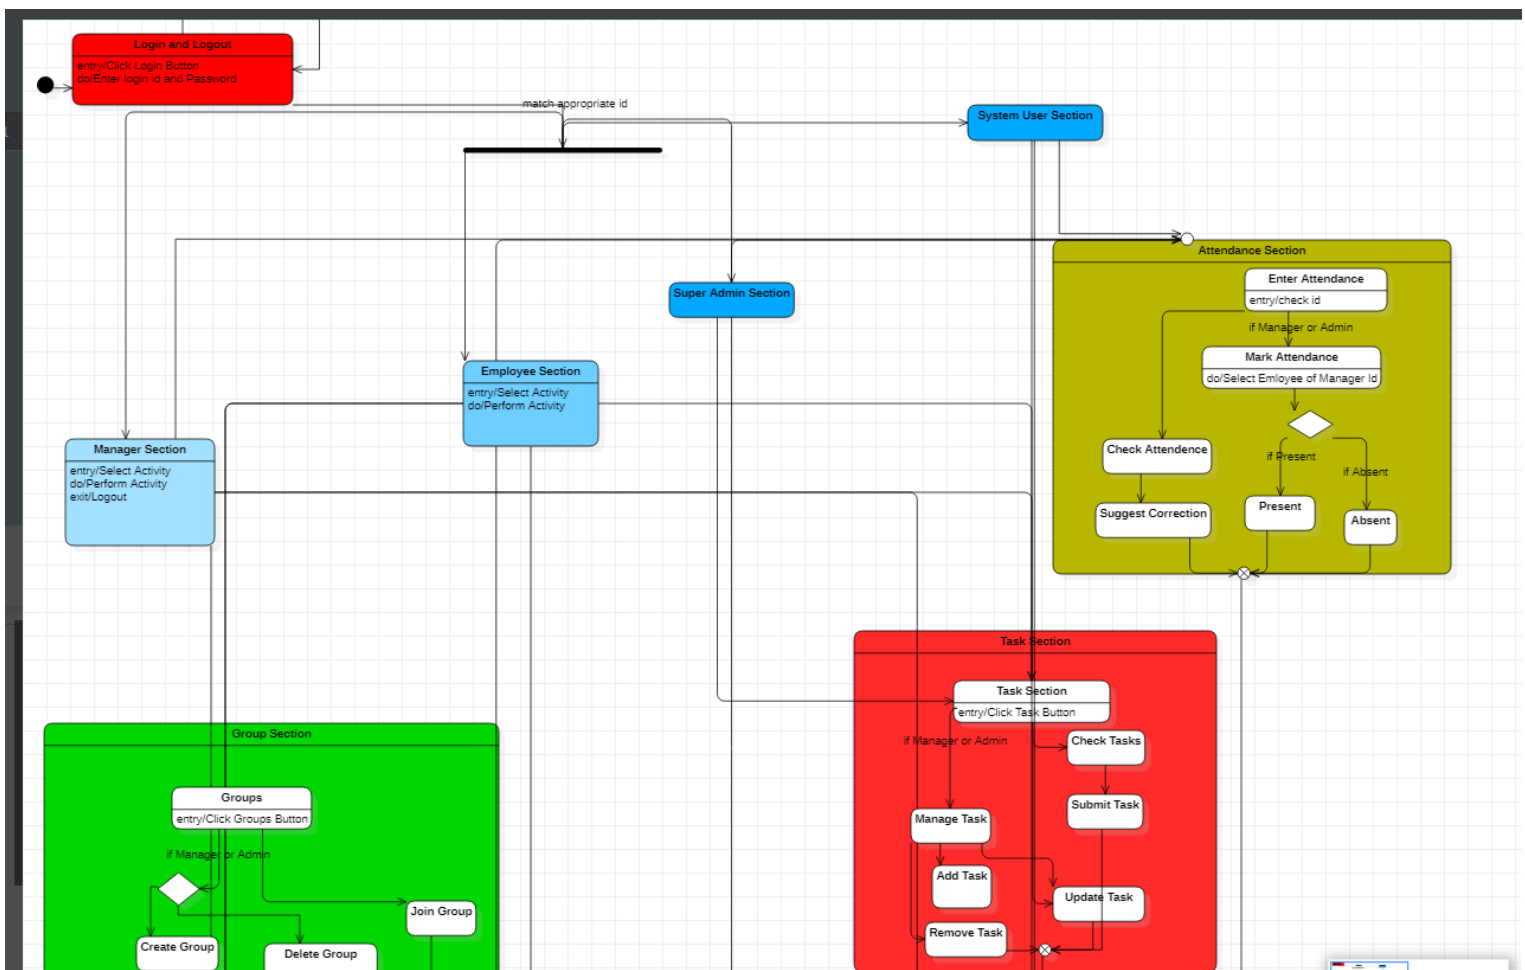 Login and Logout
entry/Click Login Button
do/Enter login id and Password
match appropriate id
System User Section
Attendance Section
Enter Attendance
entry/check id
if Manager or Admin
Mark Attendance
do/Select Emloyee of Manager Id
Check Attendence
if Present
if Absent
Suggest Correction
Present
Absent
Super Admin Section
Employee Section
entry/Select Activity
do/Perform Activity
Manager Section
entry/Select Activity
do/Perform Activity
exit/Logout
Task Section
Task Section
entry/Click Task Button
if Manager or Admin
Check Tasks
Submit Task
Manage Task
Add Task
Update Task
Remove Task
Group Section
Groups
entry/Click Groups Button
if Manager or Admin
Join Group
Create Group
Delete Group